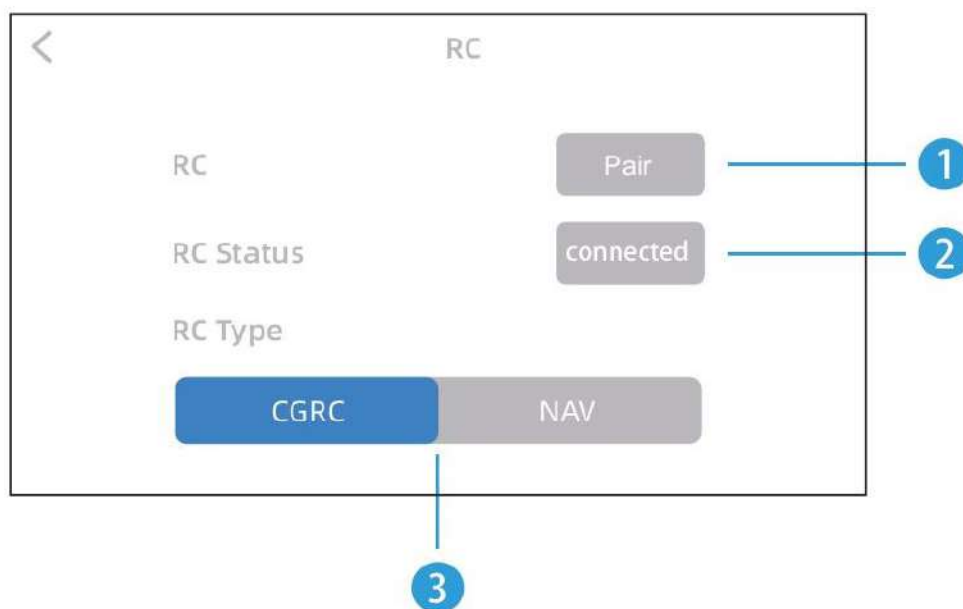 RC
RC Pair 1
RC Status connected 2
RC Type
CGRC NAV
3